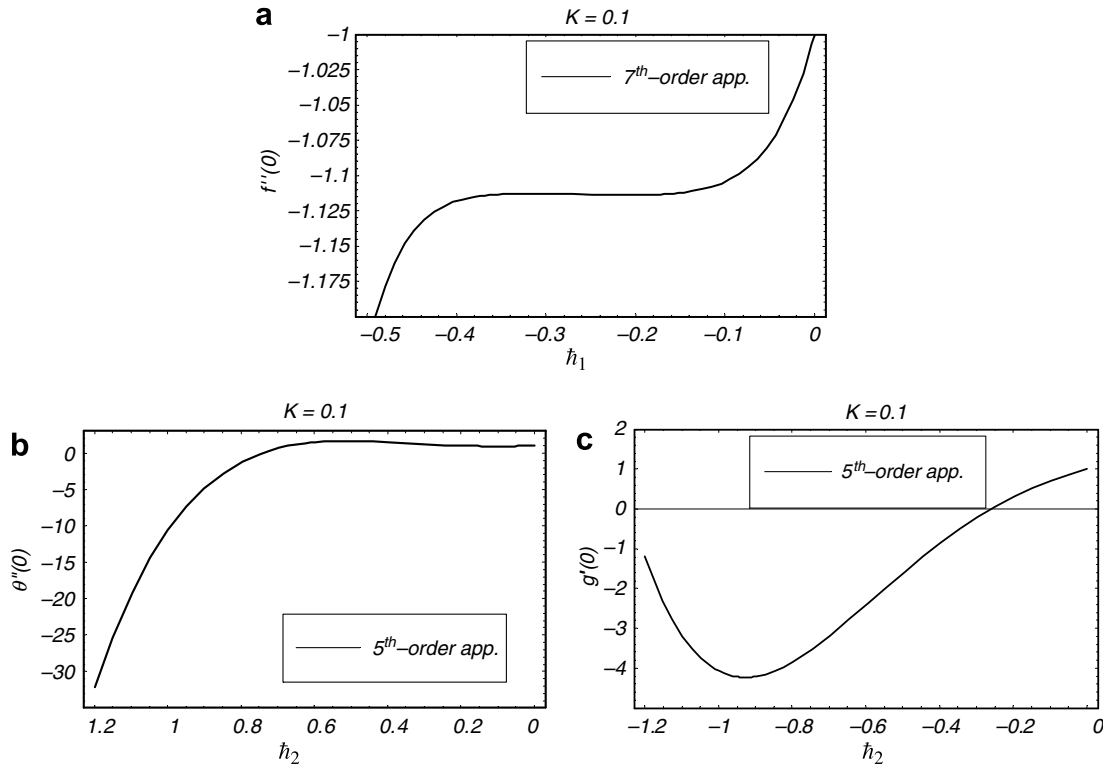 a
K = 0.1
7th–order app.
f''(0)
–1
–1.025
–1.05
–1.075
–1.1
–1.125
–1.15
–1.175
–0.5 –0.4 –0.3 –0.2 –0.1 0
ħ1
b
K = 0.1
5th–order app.
θ''(0)
0
–5
–10
–15
–20
–25
–30
1.2 1 0.8 0.6 0.4 0.2 0
ħ2
c
K = 0.1
5th–order app.
g'(0)
2
1
0
–1
–2
–3
–4
–1.2 –1 –0.8 –0.6 –0.4 –0.2 0
ħ2